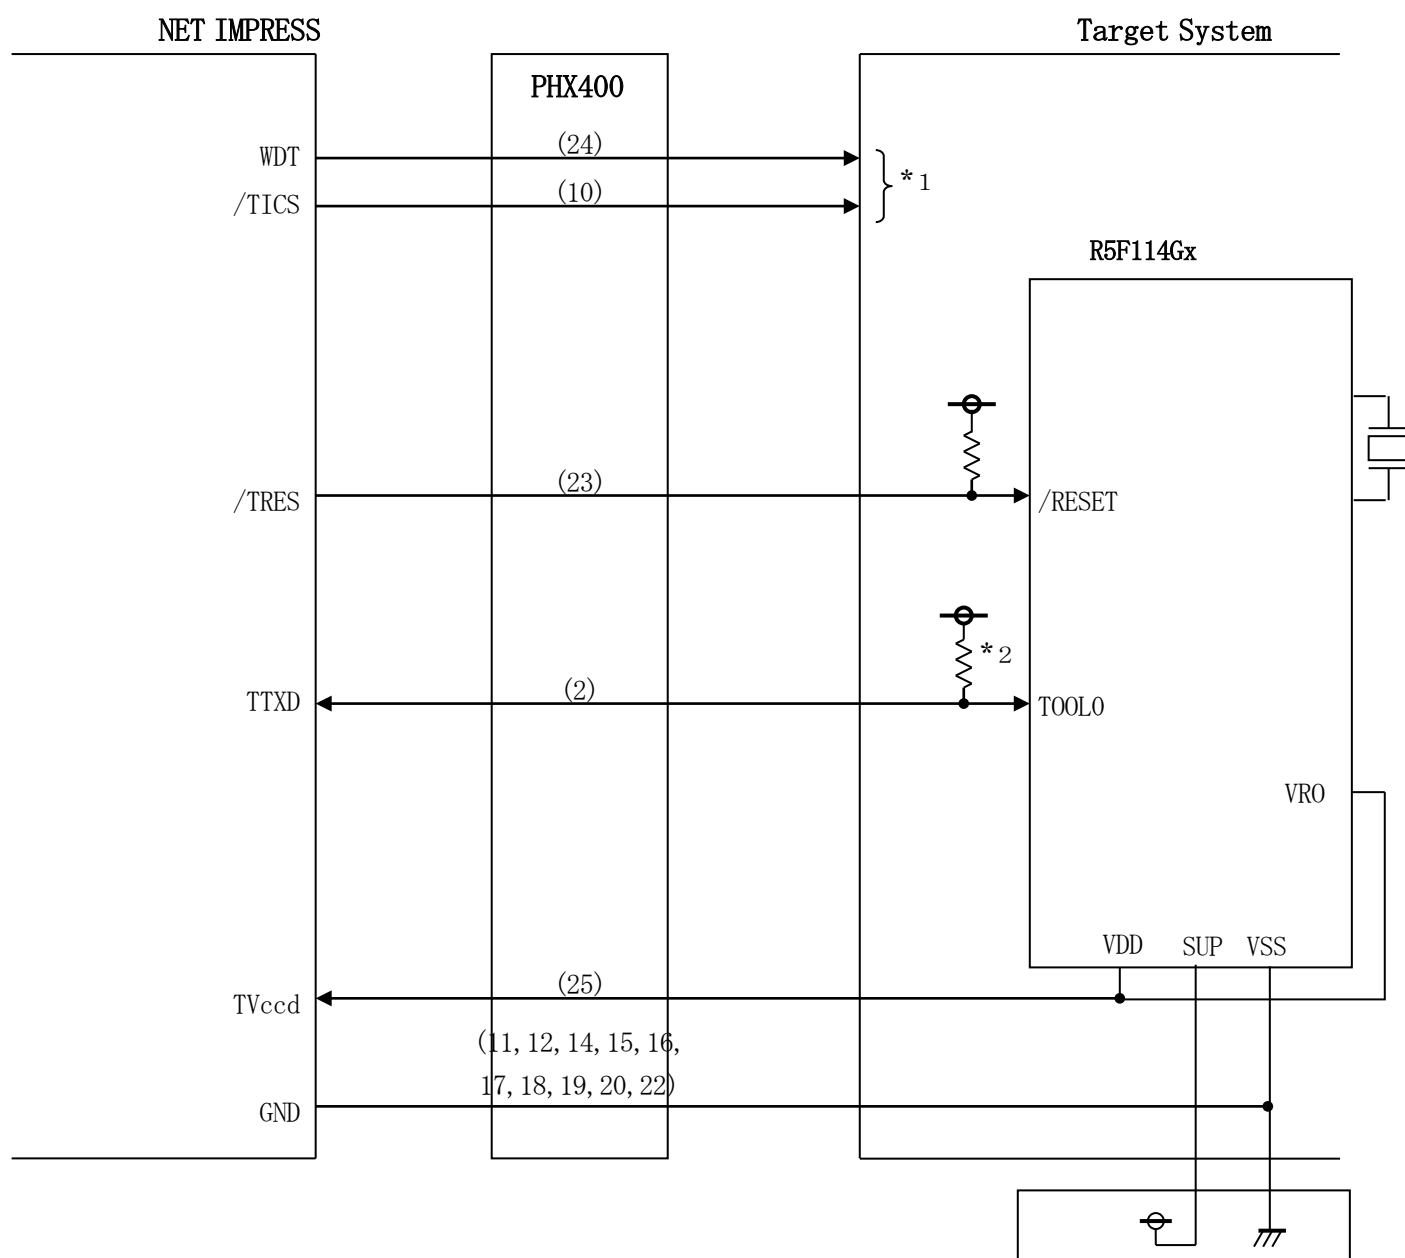 NET IMPRESS
Target System
PHX400
WDT
(24)
*1
/TICS
(10)
R5F114Gx
/TRES
(23)
/RESET
*2
TTXD
(2)
TOOL0
VRO
VDD SUP VSS
TVccd
(25)
(11, 12, 14, 15, 16,
17, 18, 19, 20, 22)
GND